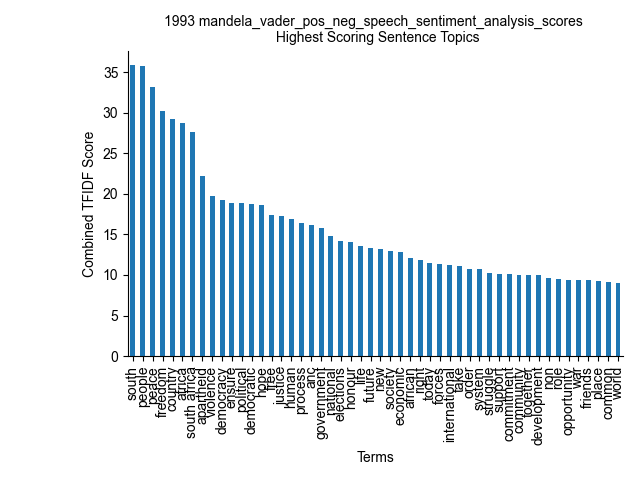 1993 mandela_vader_pos_neg_speech_sentiment_analysis_scores
Highest Scoring Sentence Topics
Combined TFIDF Score
35
30
25
20
15
10
5
0
south
people
peace
freedom
country
africa
south africa
apartheid
violence
democracy
ensure
political
democratic
hope
free
justice
human
process
anc
government
national
elections
honour
life
future
new
society
economic
african
right
today
forces
international
take
order
system
struggle
support
commitment
community
together
development
non
role
opportunity
war
friends
place
common
world
Terms